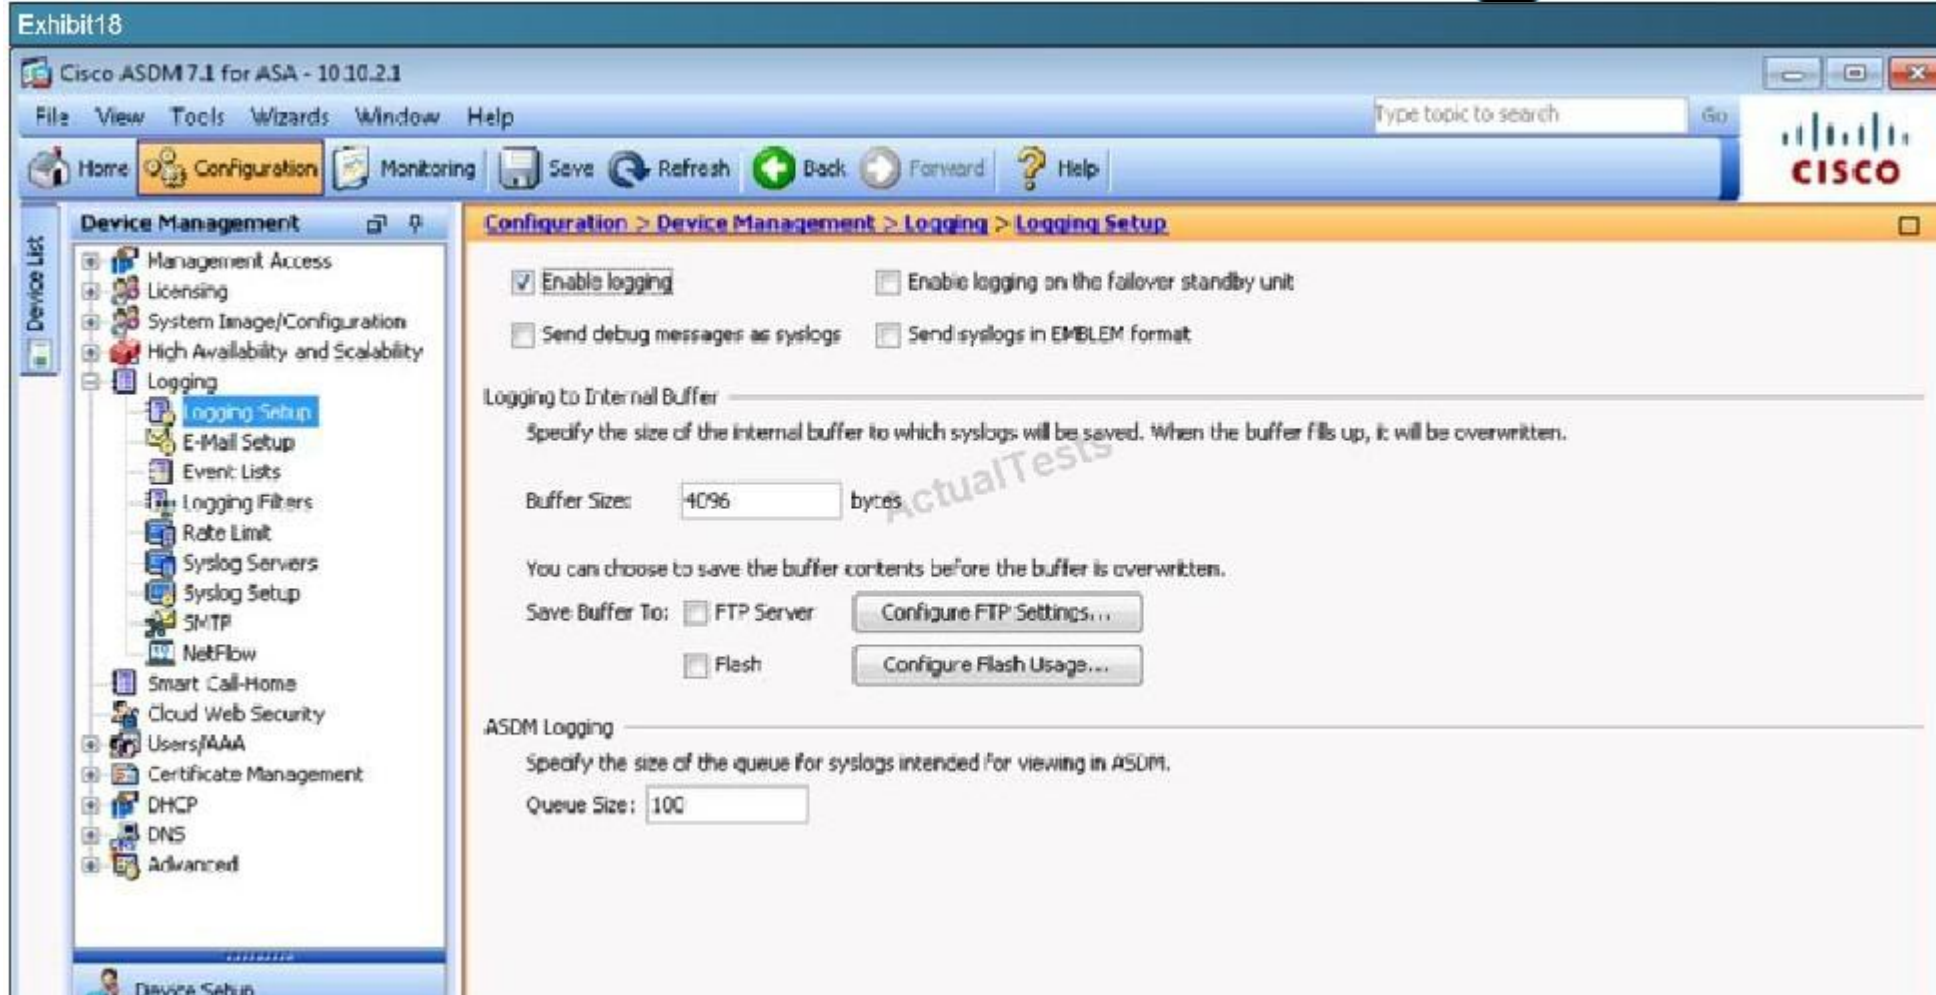 Exhibit18
Cisco ASDM 7.1 for ASA - 10.10.2.1
File View Tools Wizards Window Help
Type topic to search Go
Home Configuration Monitoring Save Refresh Back Forward Help
CISCO
Device List
Device Management
Management Access
Licensing
System Image/Configuration
High Availability and Scalability
Logging
Logging Setup
E-Mail Setup
Event Lists
Logging Filters
Rate Limit
Syslog Servers
Syslog Setup
SMTP
NetFlow
Smart Call-Home
Cloud Web Security
Users/AAA
Certificate Management
DHCP
DNS
Advanced
Device Setup
Configuration > Device Management > Logging > Logging Setup
Enable logging Enable logging on the failover standby unit
Send debug messages as syslogs Send syslogs in EMBLEM format
Logging to Internal Buffer
Specify the size of the internal buffer to which syslogs will be saved. When the buffer fills up, it will be overwritten.
Buffer Size: 4096 bytes
ActualTests
You can choose to save the buffer contents before the buffer is overwritten.
Save Buffer To: FTP Server Configure FTP Settings...
Flash Configure Flash Usage...
ASDM Logging
Specify the size of the queue for syslogs intended for viewing in ASDM.
Queue Size: 100